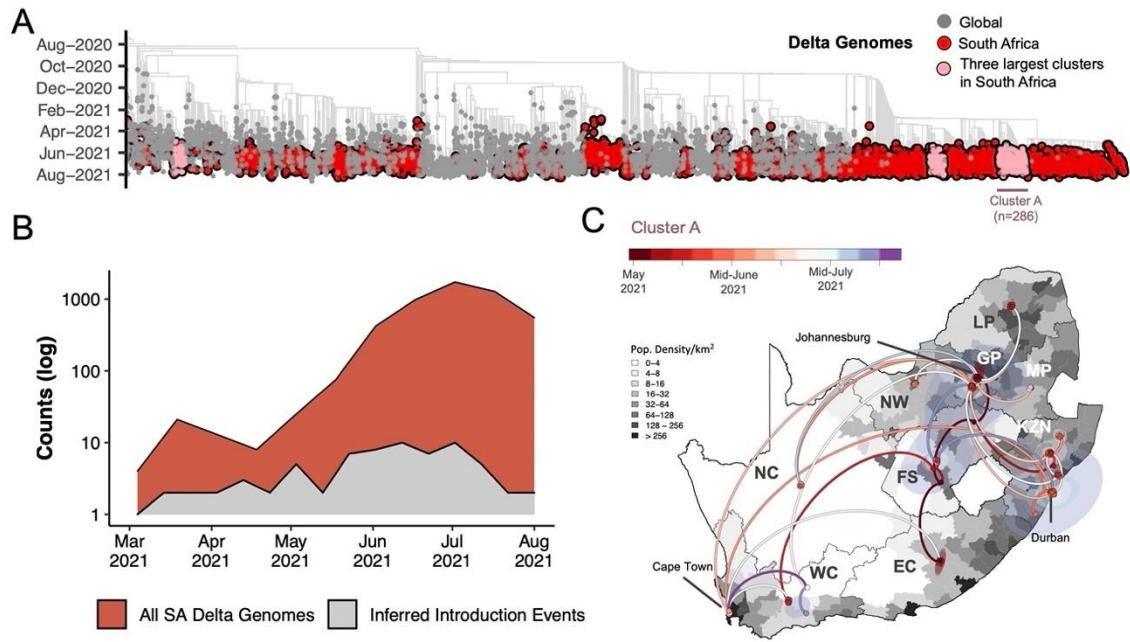 A
Aug–2020
Oct–2020
Dec–2020
Feb–2021
Apr–2021
Jun–2021
Aug–2021
Delta Genomes
Global
South Africa
Three largest clusters
in South Africa
Cluster A
(n=286)
B
Counts (log)
1000
100
10
1
Mar
2021
Apr
2021
May
2021
Jun
2021
Jul
2021
Aug
2021
All SA Delta Genomes
Inferred Introduction Events
C
Cluster A
May
2021
Mid-June
2021
Mid-July
2021
Pop. Density/km²
0–4
4–8
8–16
16–32
32–64
64–128
128 – 256
> 256
Johannesburg
LP
GP
MP
NW
KZN
NC
FS
Durban
Cape Town
WC
EC